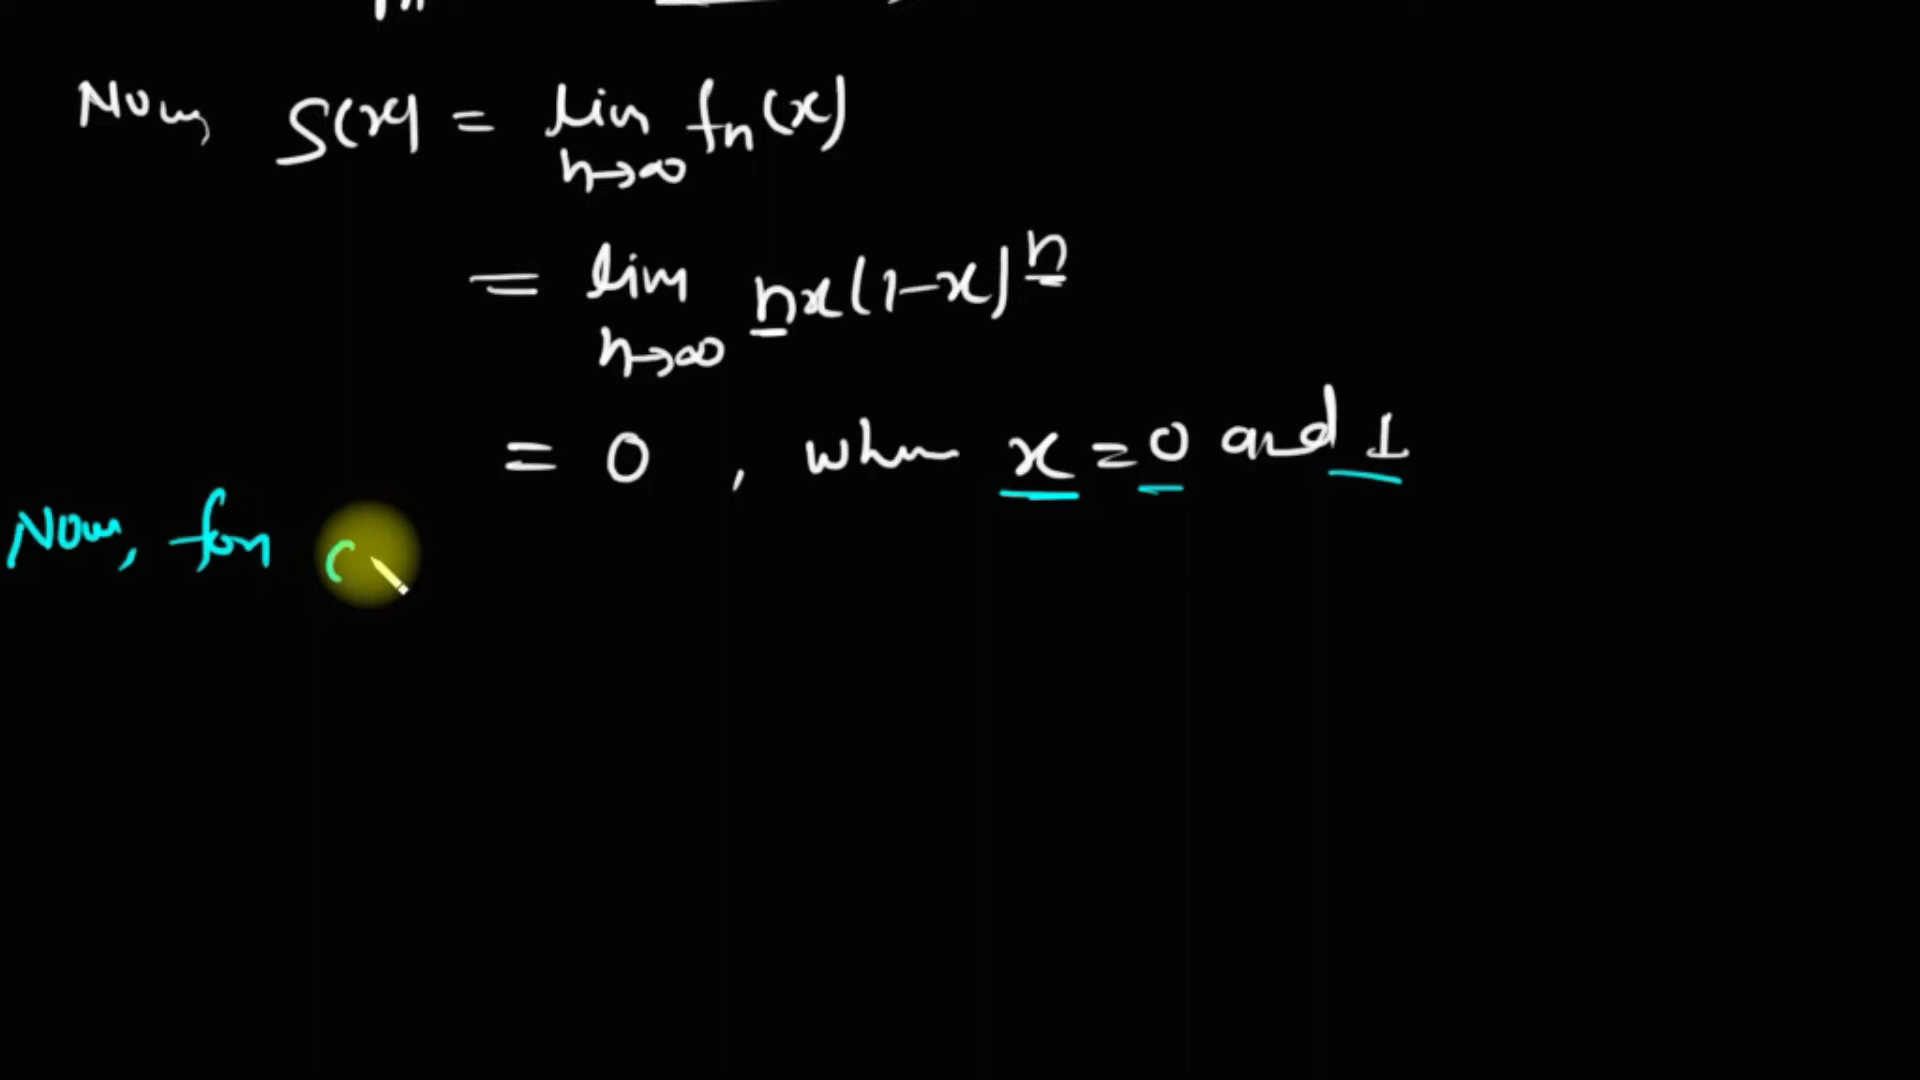 Now, S(x) = lim n→∞ fn(x)
= lim n→∞ nx(1-x)^n
= 0 , when x = 0 and 1
Now, for